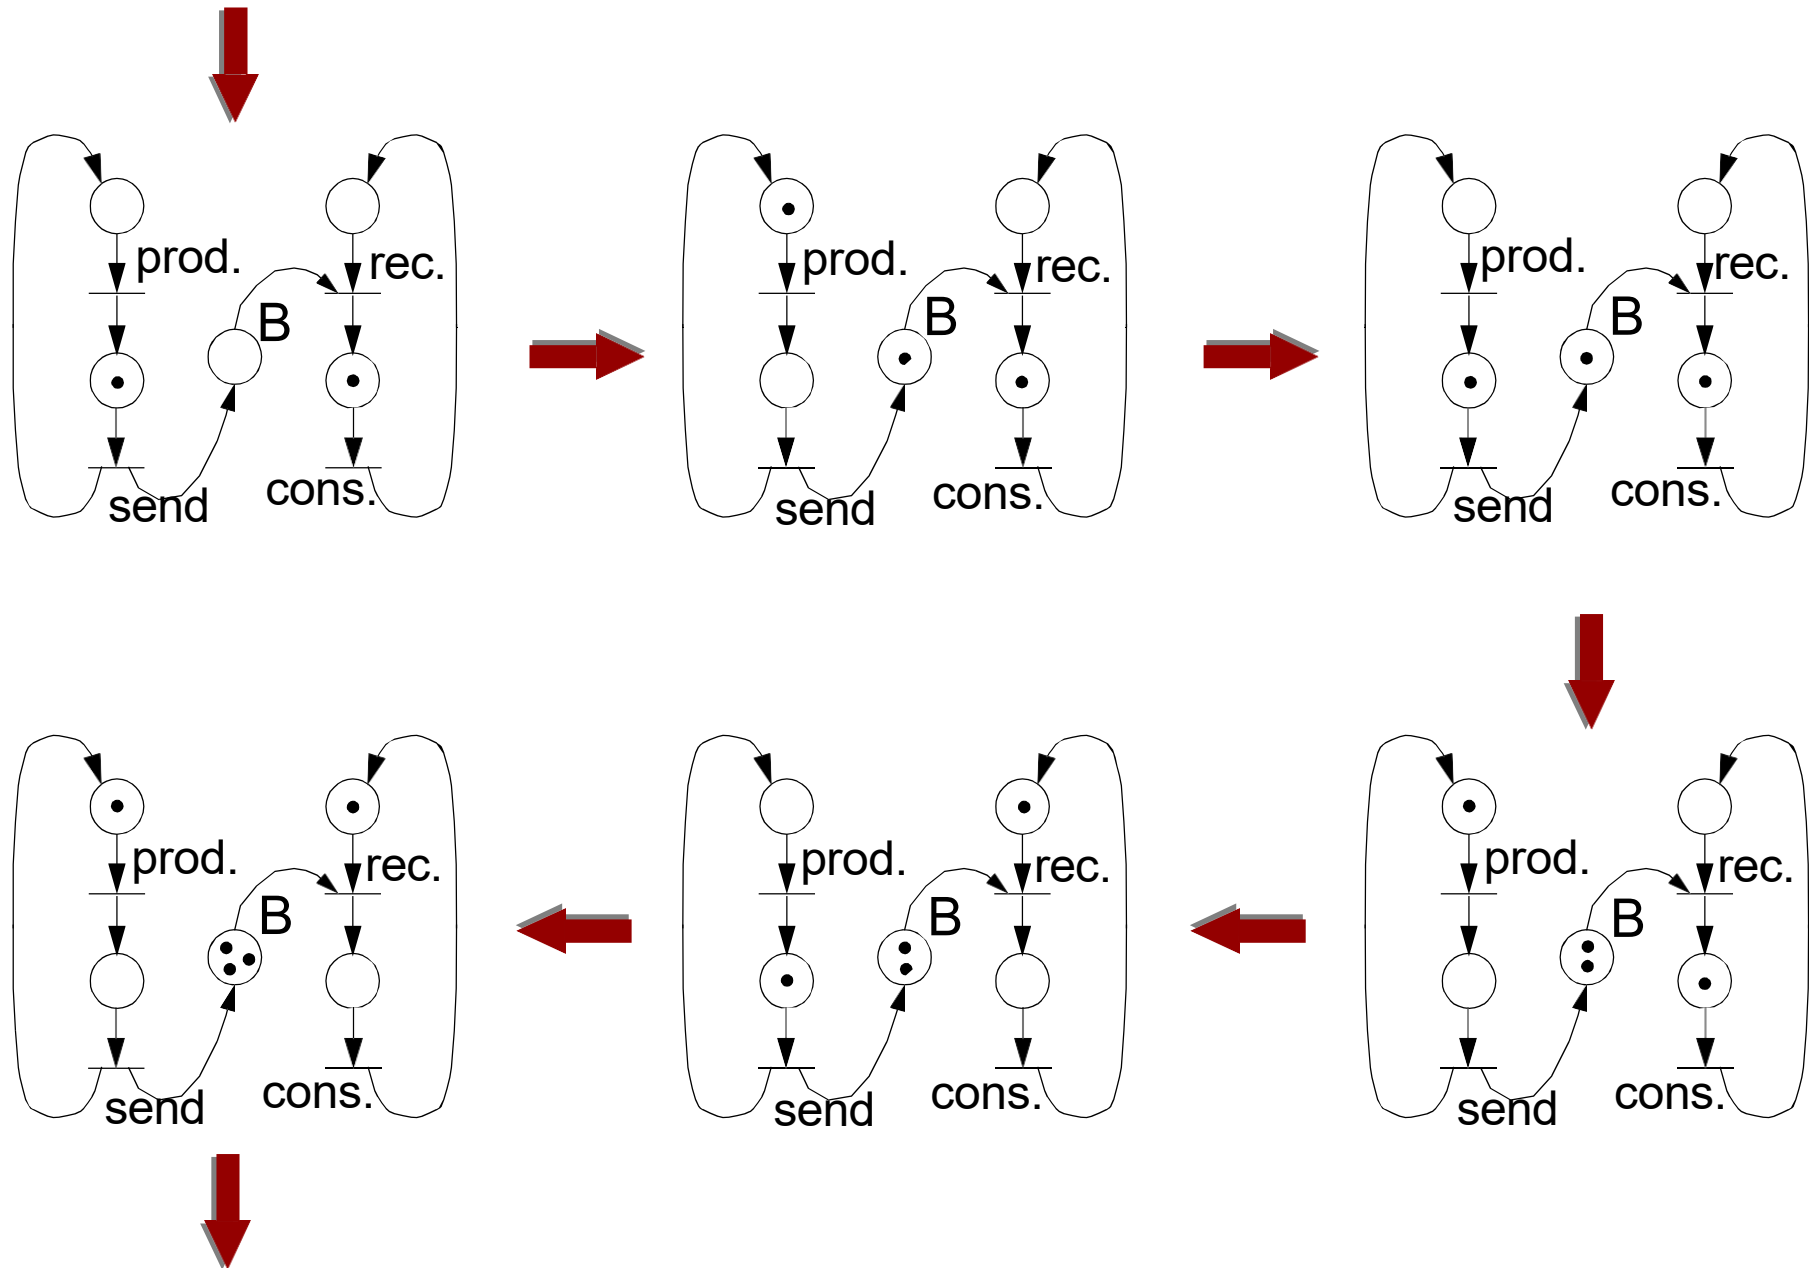 prod.
rec.
B
send
cons.
prod.
rec.
B
send
cons.
prod.
rec.
B
send
cons.
prod.
rec.
B
send
cons.
prod.
rec.
B
send
cons.
prod.
rec.
B
send
cons.